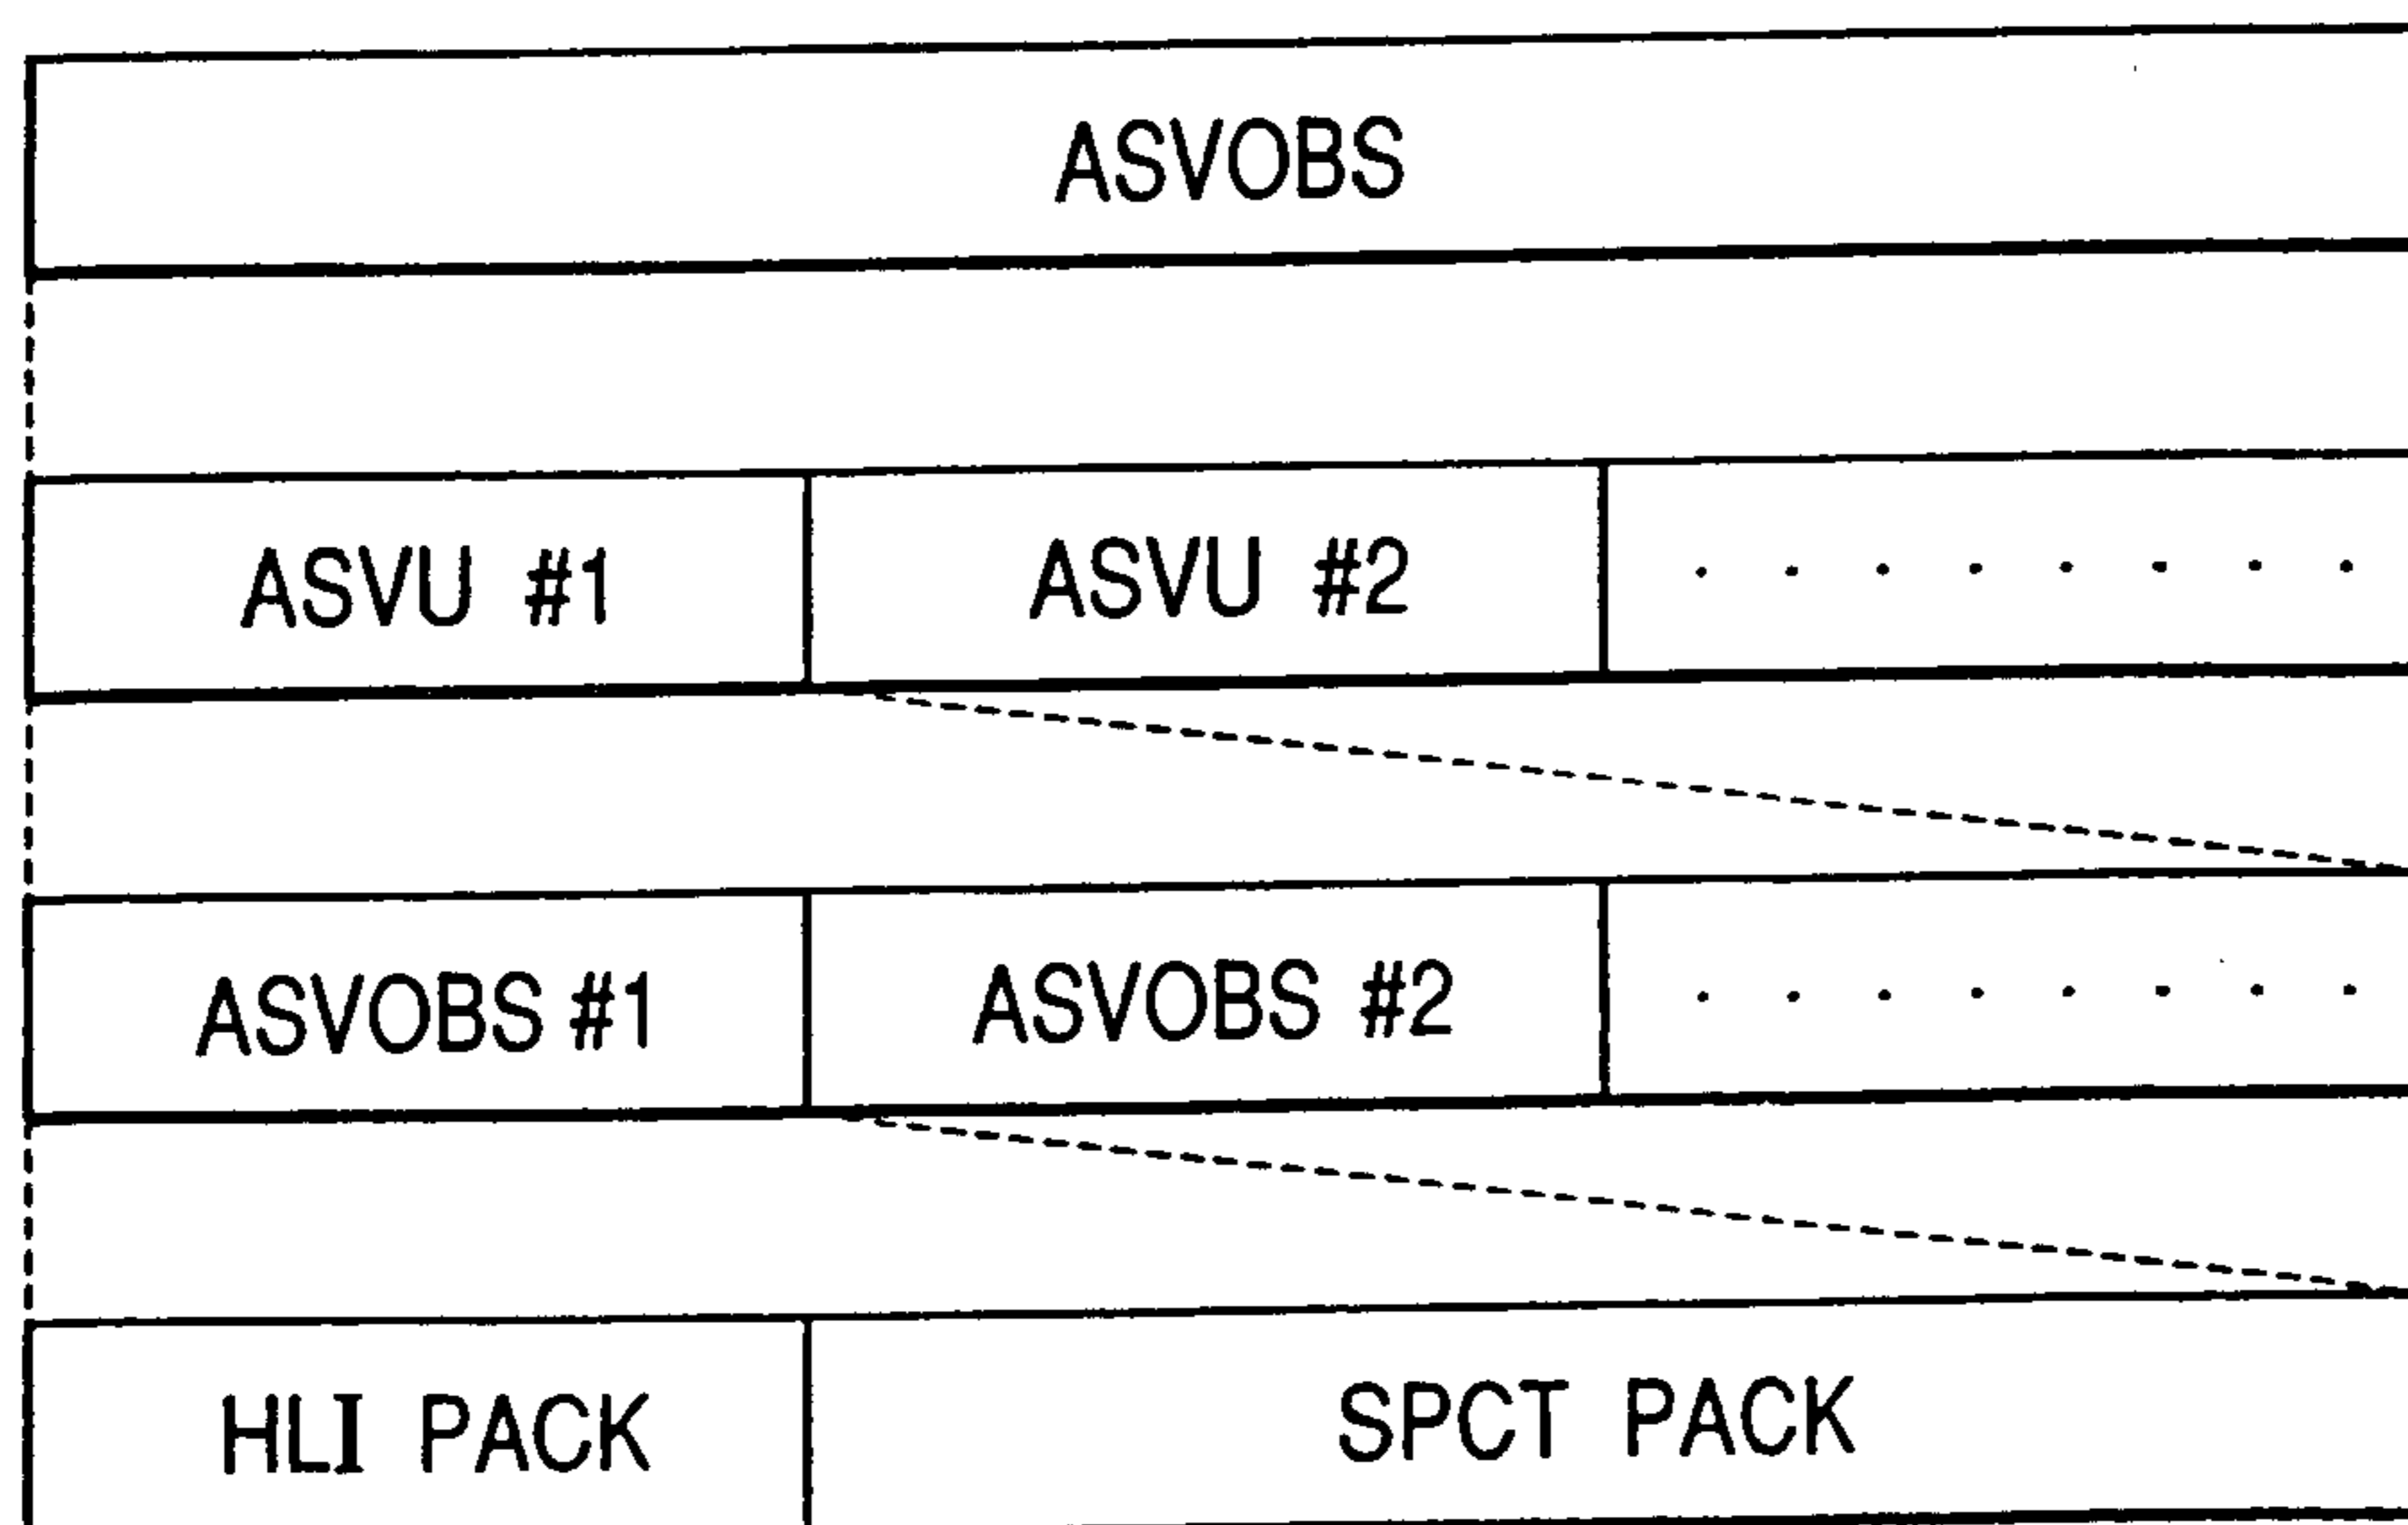 ASVOBS
ASVU #1 ASVU #2 . . . . . . . .
ASVOBS #1 ASVOBS #2 . . . . . . . .
HLI PACK SPCT PACK